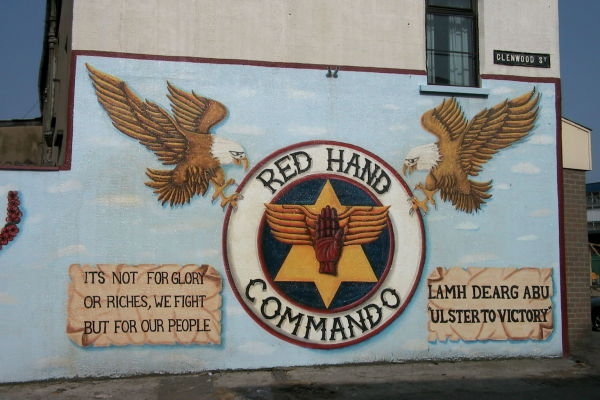 GLENWOOD ST
RED HAND
COMMANDO
ITS NOT FOR GLORY
OR RICHES, WE FIGHT
BUT FOR OUR PEOPLE
LAMH DEARG ABU
'ULSTER TO VICTORY'